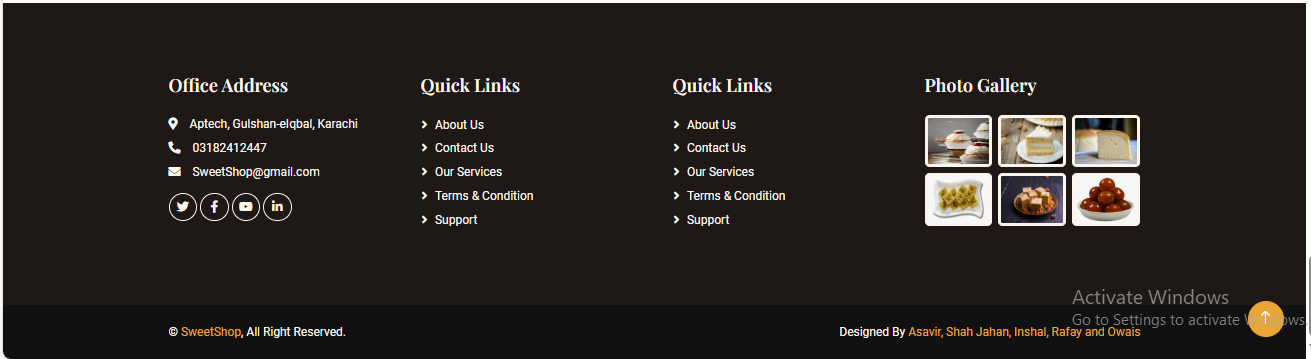 Office Address
Aptech, Gulshan-eIqbal, Karachi
03182412447
SweetShop@gmail.com
Quick Links
About Us
Contact Us
Our Services
Terms & Condition
Support
Quick Links
About Us
Contact Us
Our Services
Terms & Condition
Support
Photo Gallery
Activate Windows
Go to Settings to activate Windows.
© SweetShop, All Right Reserved.
Designed By Asavir, Shah Jahan, Inshal, Rafay and Owais